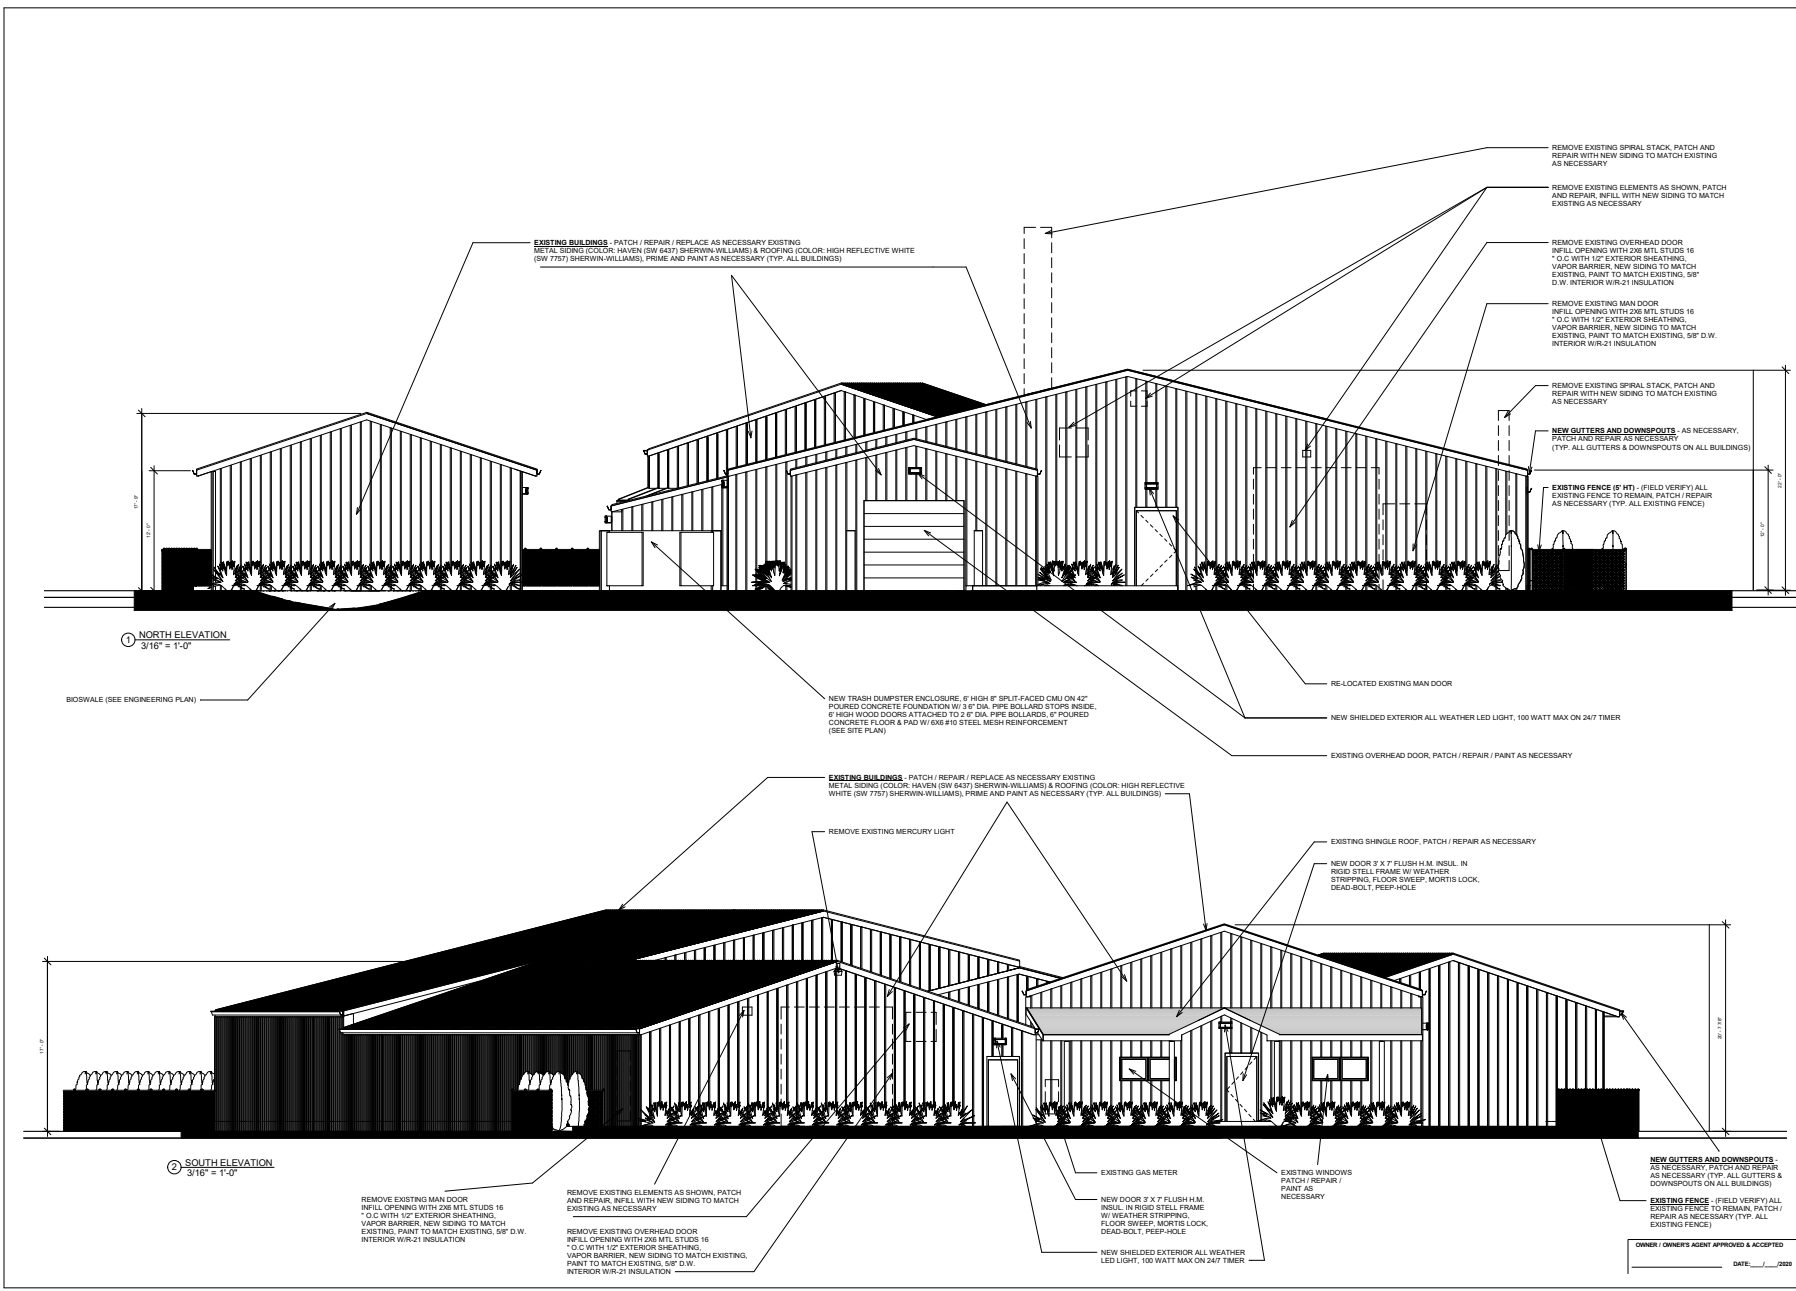 REMOVE EXISTING SPIRAL STACK, PATCH AND
REPAIR WITH NEW SIDING TO MATCH EXISTING
AS NECESSARY
REMOVE EXISTING ELEMENTS AS SHOWN, PATCH
AND REPAIR, INFILL WITH NEW SIDING TO MATCH
EXISTING AS NECESSARY
EXISTING BUILDINGS - PATCH / REPAIR / REPLACE AS NECESSARY EXISTING
METAL SIDING (COLOR: HAVEN (SW 6437) SHERWIN-WILLIAMS) & ROOFING (COLOR: HIGH REFLECTIVE WHITE
(SW 7757) SHERWIN-WILLIAMS), PRIME AND PAINT AS NECESSARY (TYP. ALL BUILDINGS)
REMOVE EXISTING OVERHEAD DOOR
INFILL OPENING WITH 2X6 MTL STUDS 16
" O.C WITH 1/2" EXTERIOR SHEATHING,
VAPOR BARRIER, NEW SIDING TO MATCH
EXISTING, PAINT TO MATCH EXISTING, 5/8"
D.W. INTERIOR W/R-21 INSULATION
REMOVE EXISTING MAN DOOR
INFILL OPENING WITH 2X6 MTL STUDS 16
" O.C WITH 1/2" EXTERIOR SHEATHING,
VAPOR BARRIER, NEW SIDING TO MATCH
EXISTING, PAINT TO MATCH EXISTING, 5/8" D.W.
INTERIOR W/R-21 INSULATION
REMOVE EXISTING SPIRAL STACK, PATCH AND
REPAIR WITH NEW SIDING TO MATCH EXISTING
AS NECESSARY
NEW GUTTERS AND DOWNSPOUTS - AS NECESSARY,
PATCH AND REPAIR AS NECESSARY
(TYP. ALL GUTTERS & DOWNSPOUTS ON ALL BUILDINGS)
EXISTING FENCE (5' HT) - (FIELD VERIFY) ALL
EXISTING FENCE TO REMAIN, PATCH / REPAIR
AS NECESSARY (TYP. ALL EXISTING FENCE)
12' - 0"
22' - 0"
12' - 0"
1 NORTH ELEVATION
3/16" = 1'-0"
BIOSWALE (SEE ENGINEERING PLAN)
NEW TRASH DUMPSTER ENCLOSURE, 6' HIGH 8" SPLIT-FACED CMU ON 42"
POURED CONCRETE FOUNDATION W/ 3 6" DIA. PIPE BOLLARD STOPS INSIDE,
6' HIGH WOOD DOORS ATTACHED TO 2 6" DIA. PIPE BOLLARDS, 6" POURED
CONCRETE FLOOR & PAD W/ 6X6 #10 STEEL MESH REINFORCEMENT
(SEE SITE PLAN)
RE-LOCATED EXISTING MAN DOOR
NEW SHIELDED EXTERIOR ALL WEATHER LED LIGHT, 100 WATT MAX ON 24/7 TIMER
EXISTING OVERHEAD DOOR, PATCH / REPAIR / PAINT AS NECESSARY
EXISTING BUILDINGS - PATCH / REPAIR / REPLACE AS NECESSARY EXISTING
METAL SIDING (COLOR: HAVEN (SW 6437) SHERWIN-WILLIAMS) & ROOFING (COLOR: HIGH REFLECTIVE
WHITE (SW 7757) SHERWIN-WILLIAMS), PRIME AND PAINT AS NECESSARY (TYP. ALL BUILDINGS)
REMOVE EXISTING MERCURY LIGHT
EXISTING SHINGLE ROOF, PATCH / REPAIR AS NECESSARY
NEW DOOR 3' X 7' FLUSH H.M. INSUL. IN
RIGID STELL FRAME W/ WEATHER
STRIPPING, FLOOR SWEEP, MORTIS LOCK,
DEAD-BOLT, PEEP-HOLE
17' - 0"
20' - 7 7/8"
2 SOUTH ELEVATION
3/16" = 1'-0"
REMOVE EXISTING MAN DOOR
INFILL OPENING WITH 2X6 MTL STUDS 16
" O.C WITH 1/2" EXTERIOR SHEATHING,
VAPOR BARRIER, NEW SIDING TO MATCH
EXISTING, PAINT TO MATCH EXISTING, 5/8" D.W.
INTERIOR W/R-21 INSULATION
REMOVE EXISTING ELEMENTS AS SHOWN, PATCH
AND REPAIR, INFILL WITH NEW SIDING TO MATCH
EXISTING AS NECESSARY
REMOVE EXISTING OVERHEAD DOOR
INFILL OPENING WITH 2X6 MTL STUDS 16
" O.C WITH 1/2" EXTERIOR SHEATHING,
VAPOR BARRIER, NEW SIDING TO MATCH EXISTING,
PAINT TO MATCH EXISTING, 5/8" D.W.
INTERIOR W/R-21 INSULATION
EXISTING GAS METER
NEW DOOR 3' X 7' FLUSH H.M.
INSUL. IN RIGID STELL FRAME
W/ WEATHER STRIPPING,
FLOOR SWEEP, MORTIS LOCK,
DEAD-BOLT, PEEP-HOLE
NEW SHIELDED EXTERIOR ALL WEATHER
LED LIGHT, 100 WATT MAX ON 24/7 TIMER
EXISTING WINDOWS
PATCH / REPAIR /
PAINT AS
NECESSARY
NEW GUTTERS AND DOWNSPOUTS -
AS NECESSARY, PATCH AND REPAIR
AS NECESSARY (TYP. ALL GUTTERS &
DOWNSPOUTS ON ALL BUILDINGS)
EXISTING FENCE - (FIELD VERIFY) ALL
EXISTING FENCE TO REMAIN, PATCH /
REPAIR AS NECESSARY (TYP. ALL
EXISTING FENCE)
OWNER / OWNER'S AGENT APPROVED & ACCEPTED
DATE:___/___/2020